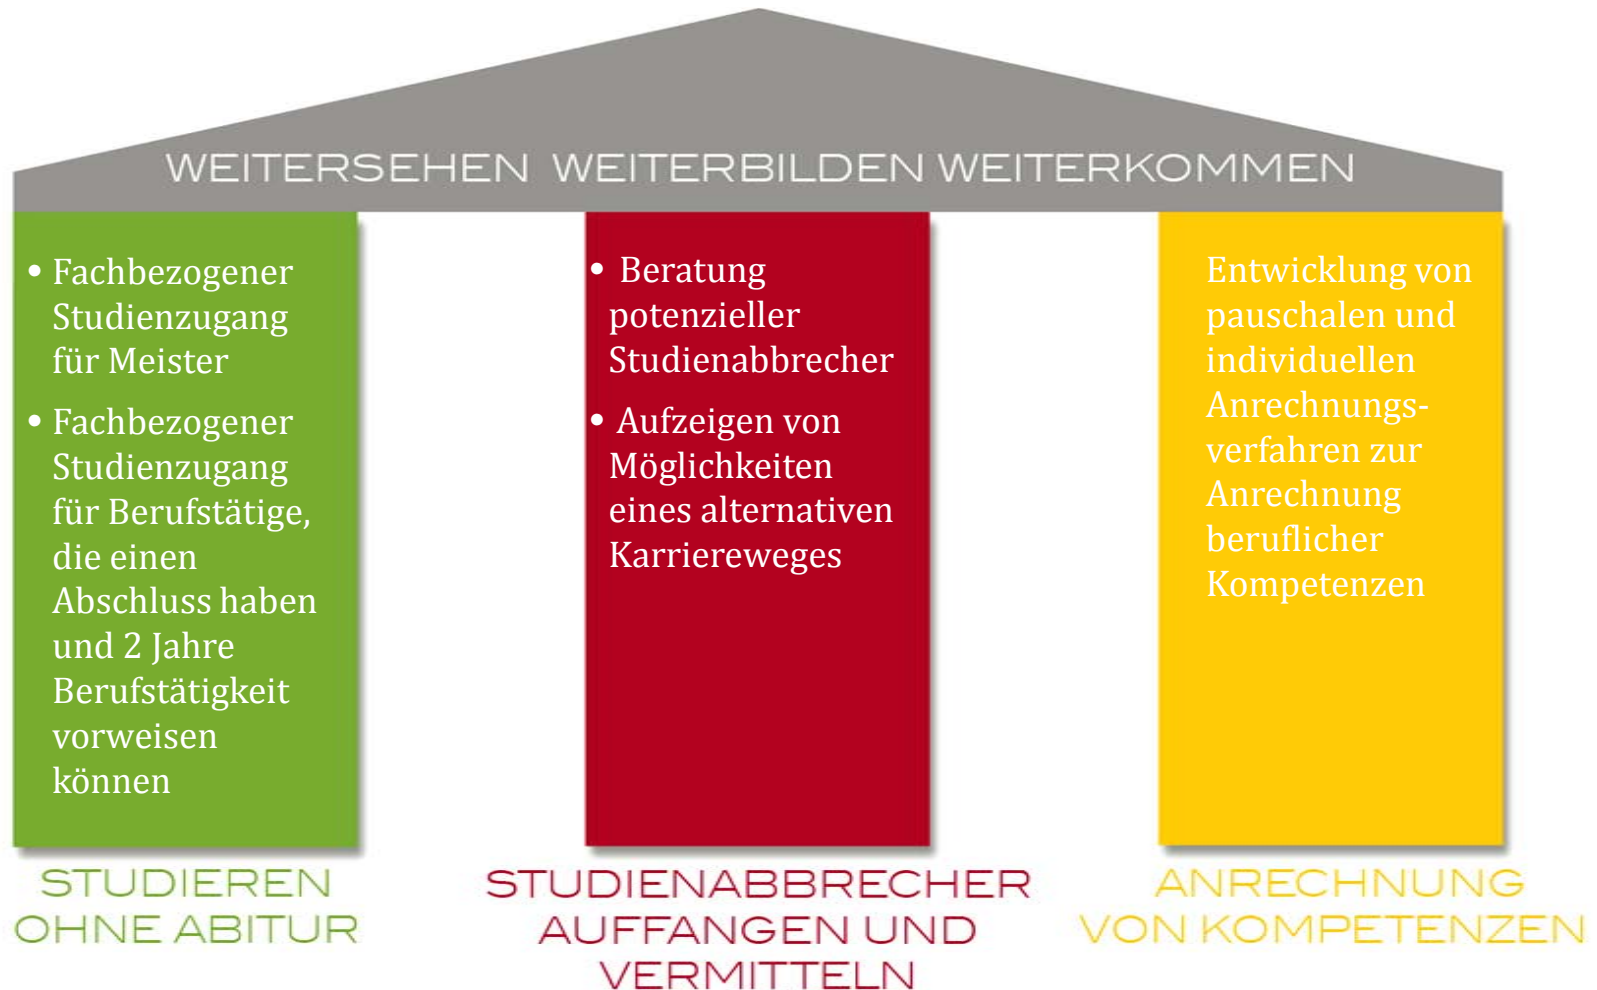 WEITERSEHEN WEITERBILDEN WEITERKOMMEN
• Fachbezogener
Studienzugang
für Meister
• Fachbezogener
Studienzugang
für Berufstätige,
die einen
Abschluss haben
und 2 Jahre
Berufstätigkeit
vorweisen
können
STUDIEREN
OHNE ABITUR
• Beratung
potenzieller
Studienabbrecher
• Aufzeigen von
Möglichkeiten
eines alternativen
Karriereweges
STUDIENABBRECHER
AUFFANGEN UND
VERMITTELN
Entwicklung von
pauschalen und
individuellen
Anrechnungs-
verfahren zur
Anrechnung
beruflicher
Kompetenzen
ANRECHNUNG
VON KOMPETENZEN